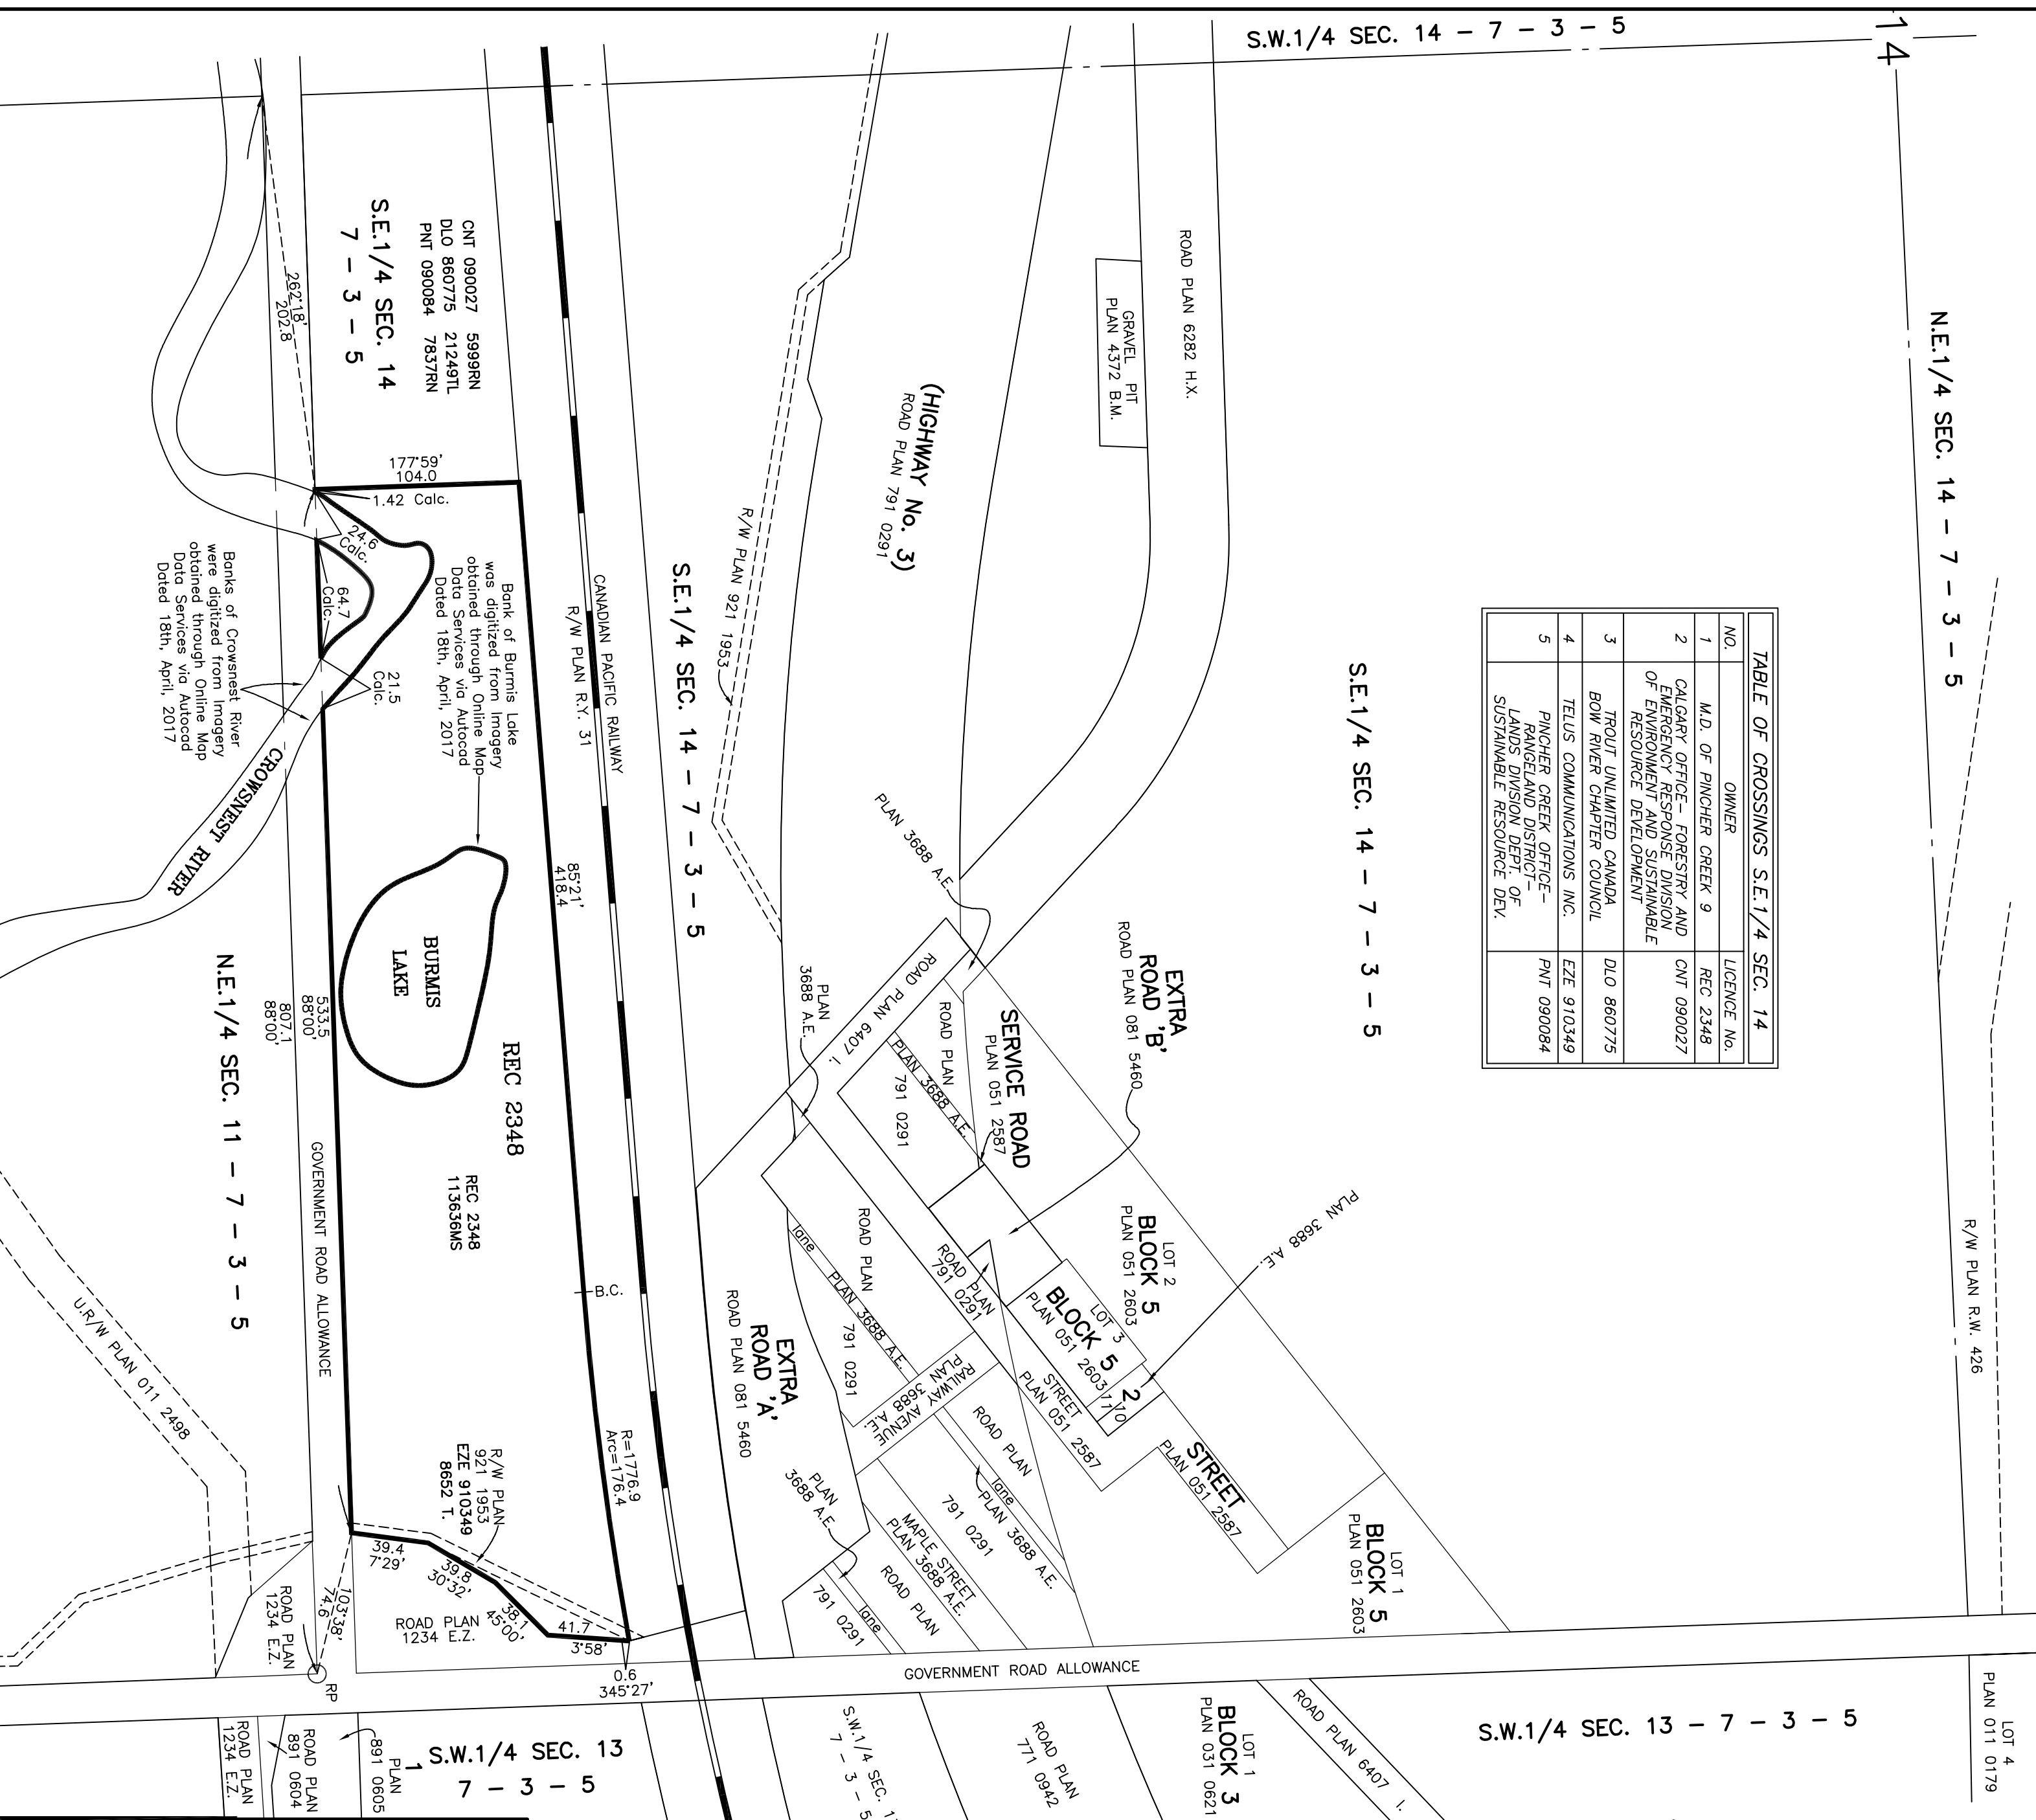 S.W.1/4 SEC. 14 - 7 - 3 - 5
14
N.E.1/4 SEC. 14 - 7 - 3 - 5
R/W PLAN R.W. 426
TABLE OF CROSSINGS S.E.1/4 SEC. 14
NO. OWNER LICENCE No.
1 M.D. OF PINCHER CREEK 9 REC 2348
2 CALGARY OFFICE- FORESTRY AND
EMERGENCY RESPONSE DIVISION
OF ENVIRONMENT AND SUSTAINABLE
RESOURCE DEVELOPMENT CNT 090027
3 TROUT UNLIMITED CANADA
BOW RIVER CHAPTER COUNCIL DLO 860775
4 TELUS COMMUNICATIONS INC. EZE 910349
5 PINCHER CREEK OFFICE-
RANGELAND DISTRICT-
LANDS DIVISION DEPT. OF
SUSTAINABLE RESOURCE DEV. PNT 090084
S.E.1/4 SEC. 14 - 7 - 3 - 5
ROAD PLAN 6282 H.X.
GRAVEL PIT
PLAN 4372 B.M.
(HIGHWAY No. 3)
ROAD PLAN 791 0291
R/W PLAN 921 1953
S.E.1/4 SEC. 14 - 7 - 3 - 5
CANADIAN PACIFIC RAILWAY
R/W PLAN R.Y. 31
CNT 090027 5999RN
DLO 860775 21249TL
PNT 090084 7837RN
S.E.1/4 SEC. 14
7 - 3 - 5
262°18'
202.8
177°59'
104.0
1.42 Calc.
24.6
Calc.
64.7
Calc.
21.5
Calc.
Bank of Burmis Lake
was digitized from Imagery
obtained through Online Map
Data Services via Autocad
Dated 18th, April, 2017
Banks of Crowsnest River
were digitized from Imagery
obtained through Online Map
Data Services via Autocad
Dated 18th, April, 2017
CROWSNEST RIVER
85°21'
418.4
BURMIS
LAKE
REC 2348
REC 2348
113636MS
533.5
88°00'
807.1
88°00'
N.E.1/4 SEC. 11 - 7 - 3 - 5
GOVERNMENT ROAD ALLOWANCE
U.R/W PLAN 011 2498
B.C.
R=1776.9
Arc=176.4
R/W PLAN
921 1953
EZE 910349
8652 T.
39.4
7°29'
39.8
30°32'
38.1
45°00'
41.7
3°58'
ROAD PLAN
1234 E.Z.
103°38'
74.6
ROAD PLAN
1234 E.Z.
RP
0.6
345°27'
PLAN 3688 A.E.
ROAD PLAN 6407 I.
PLAN
3688 A.E.
EXTRA
ROAD 'B'
ROAD PLAN 081 5460
SERVICE ROAD
PLAN 051 2587
ROAD PLAN
PLAN 3688 A.E.
791 0291
PLAN 3688 A.E.
LOT 2
BLOCK 5
PLAN 051 2603
LOT 3
BLOCK 5
PLAN 051 2603
2
11
10
ROAD PLAN
791 0291
STREET
PLAN 051 2587
STREET
PLAN 051 2587
LOT 1
BLOCK 5
PLAN 051 2603
ROAD PLAN
lane PLAN 3688 A.E.
791 0291
RAILWAY AVENUE
PLAN 3688 A.E.
EXTRA
ROAD 'A'
ROAD PLAN 081 5460
ROAD PLAN
lane
PLAN 3688 A.E.
791 0291
MAPLE STREET
PLAN 3688 A.E.
ROAD PLAN
PLAN
3688 A.E.
lane
791 0291
GOVERNMENT ROAD ALLOWANCE
ROAD PLAN
1234 E.Z.
ROAD PLAN
891 0604
PLAN
891 0605
1
S.W.1/4 SEC. 13
7 - 3 - 5
S.W.1/4 SEC. 1
7 - 3 - 5
ROAD PLAN
771 0942
LOT 1
BLOCK 3
PLAN 031 0621
ROAD PLAN 6407 I.
S.W.1/4 SEC. 13 - 7 - 3 - 5
LOT 4
PLAN 011 0179